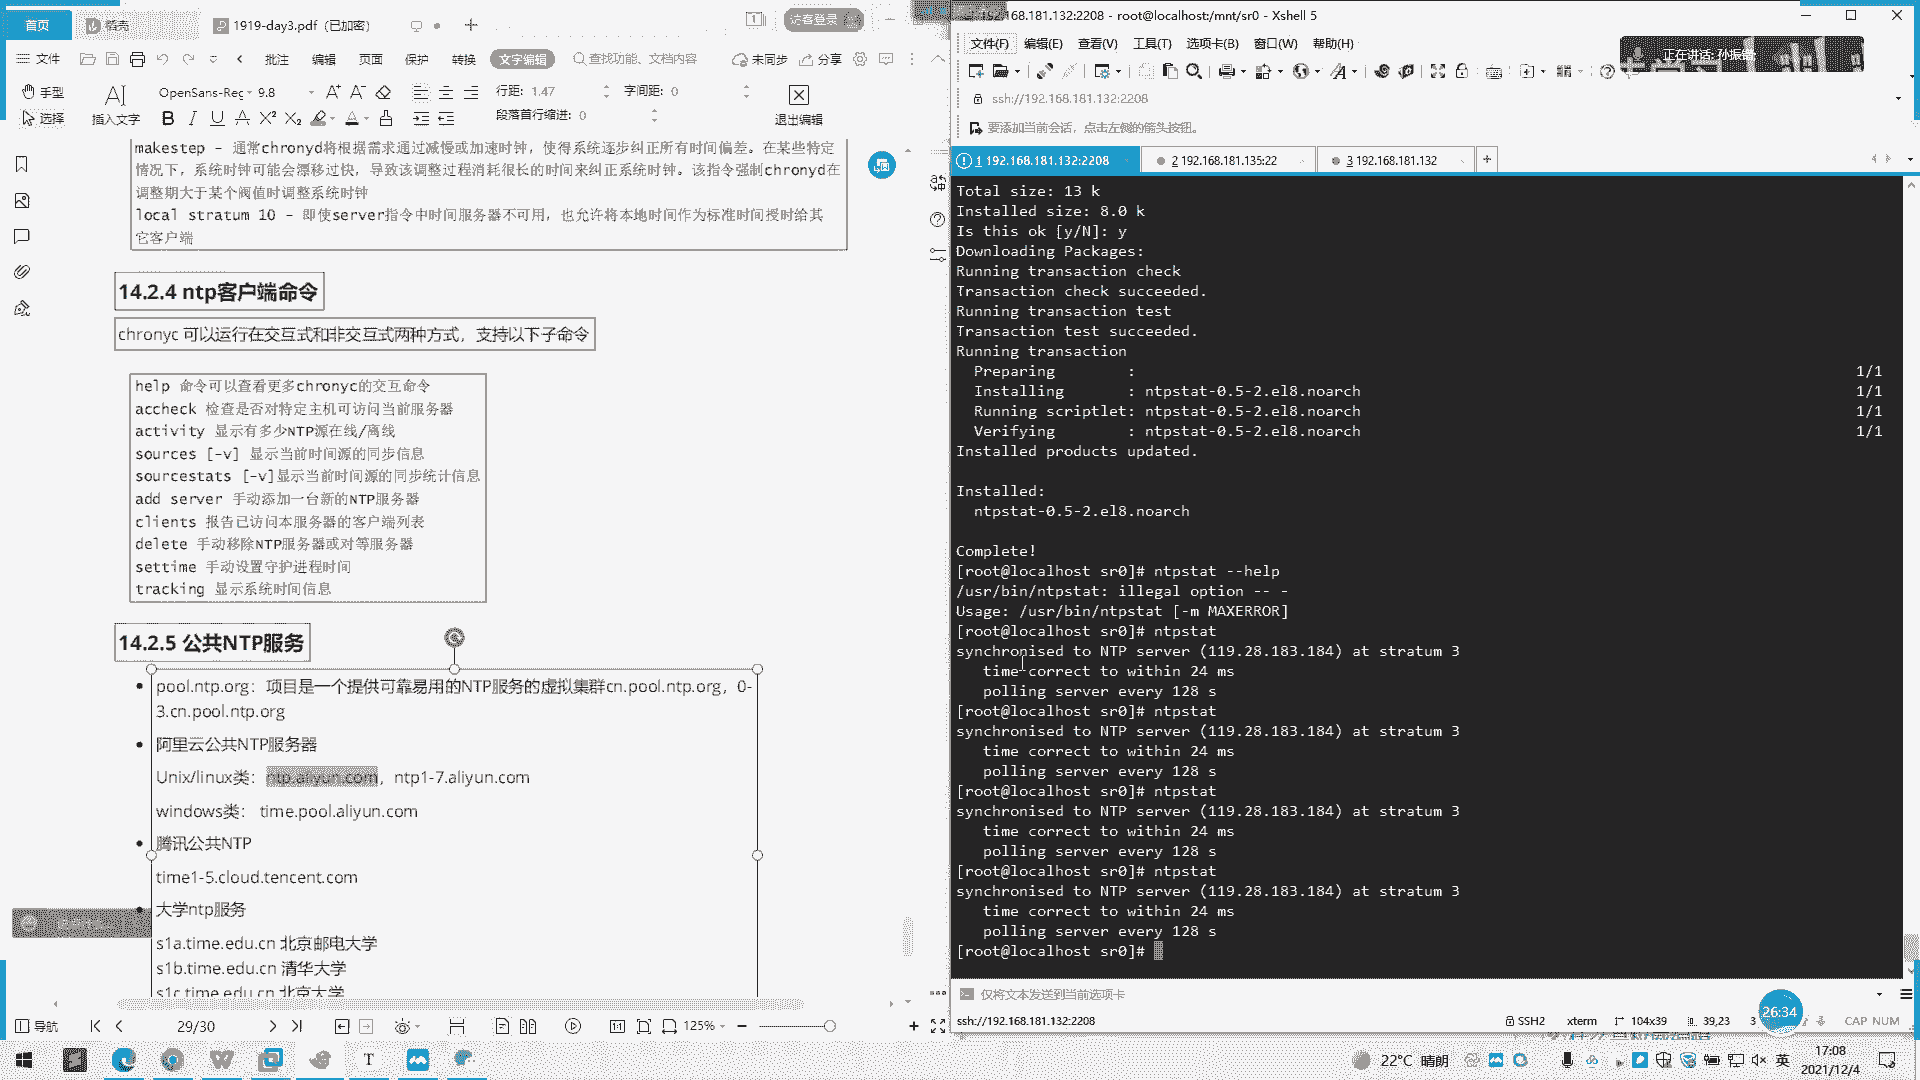 首页
稻壳
1919-day3.pdf（已加密）
访客登录
文件
批注
编辑
页面
保护
转换
文字编辑
查找功能、文档内容
未同步
分享
手型
选择
插入文字
OpenSans-Reg
9.8
行距: 1.47
字间距: 0
段落首行缩进: 0
退出编辑
makestep - 通常chronyd将根据需求通过减慢或加速时钟，使得系统逐步纠正所有时间偏差。在某些特定
情况下，系统时钟可能会漂移过快，导致该调整过程消耗很长的时间来纠正系统时钟。该指令强制chronyd在
调整期大于某个阀值时调整系统时钟
local stratum 10 - 即使server指令中时间服务器不可用，也允许将本地时间作为标准时间授时给其
它客户端
14.2.4 ntp客户端命令
chronyc 可以运行在交互式和非交互式两种方式，支持以下子命令
help 命令可以查看更多chronyc的交互命令
accheck 检查是否对特定主机可访问当前服务器
activity 显示有多少NTP源在线/离线
sources [-v] 显示当前时间源的同步信息
sourcestats [-v]显示当前时间源的同步统计信息
add server 手动添加一台新的NTP服务器
clients 报告已访问本服务器的客户端列表
delete 手动移除NTP服务器或对等服务器
settime 手动设置守护进程时间
tracking 显示系统时间信息
14.2.5 公共NTP服务
pool.ntp.org：项目是一个提供可靠易用的NTP服务的虚拟集群cn.pool.ntp.org，0-
3.cn.pool.ntp.org
阿里云公共NTP服务器
Unix/linux类：ntp.aliyun.com，ntp1-7.aliyun.com
windows类： time.pool.aliyun.com
腾讯公共NTP
time1-5.cloud.tencent.com
大学ntp服务
s1a.time.edu.cn 北京邮电大学
s1b.time.edu.cn 清华大学
s1c.time.edu.cn 北京大学
导航
29/30
125%
192.168.181.132:2208 - root@localhost:/mnt/sr0 - Xshell 5
文件(F)
编辑(E)
查看(V)
工具(T)
选项卡(B)
窗口(W)
帮助(H)
正在讲话:
ssh://192.168.181.132:2208
要添加当前会话，点击左侧的箭头按钮。
1 192.168.181.132:2208
2 192.168.181.135:22
3 192.168.181.132
Total size: 13 k
Installed size: 8.0 k
Is this ok [y/N]: y
Downloading Packages:
Running transaction check
Transaction check succeeded.
Running transaction test
Transaction test succeeded.
Running transaction
Preparing : 1/1
Installing : ntpstat-0.5-2.el8.noarch 1/1
Running scriptlet: ntpstat-0.5-2.el8.noarch 1/1
Verifying : ntpstat-0.5-2.el8.noarch 1/1
Installed products updated.
Installed:
ntpstat-0.5-2.el8.noarch
Complete!
[root@localhost sr0]# ntpstat --help
/usr/bin/ntpstat: illegal option -- -
Usage: /usr/bin/ntpstat [-m MAXERROR]
[root@localhost sr0]# ntpstat
synchronised to NTP server (119.28.183.184) at stratum 3
time correct to within 24 ms
polling server every 128 s
[root@localhost sr0]# ntpstat
synchronised to NTP server (119.28.183.184) at stratum 3
time correct to within 24 ms
polling server every 128 s
[root@localhost sr0]# ntpstat
synchronised to NTP server (119.28.183.184) at stratum 3
time correct to within 24 ms
polling server every 128 s
[root@localhost sr0]# ntpstat
synchronised to NTP server (119.28.183.184) at stratum 3
time correct to within 24 ms
polling server every 128 s
[root@localhost sr0]#
仅将文本发送到当前选项卡
ssh://192.168.181.132:2208
SSH2
xterm
104x39
39,23
3
26:34
CAP NUM
22°C 晴朗
英
17:08
2021/12/4